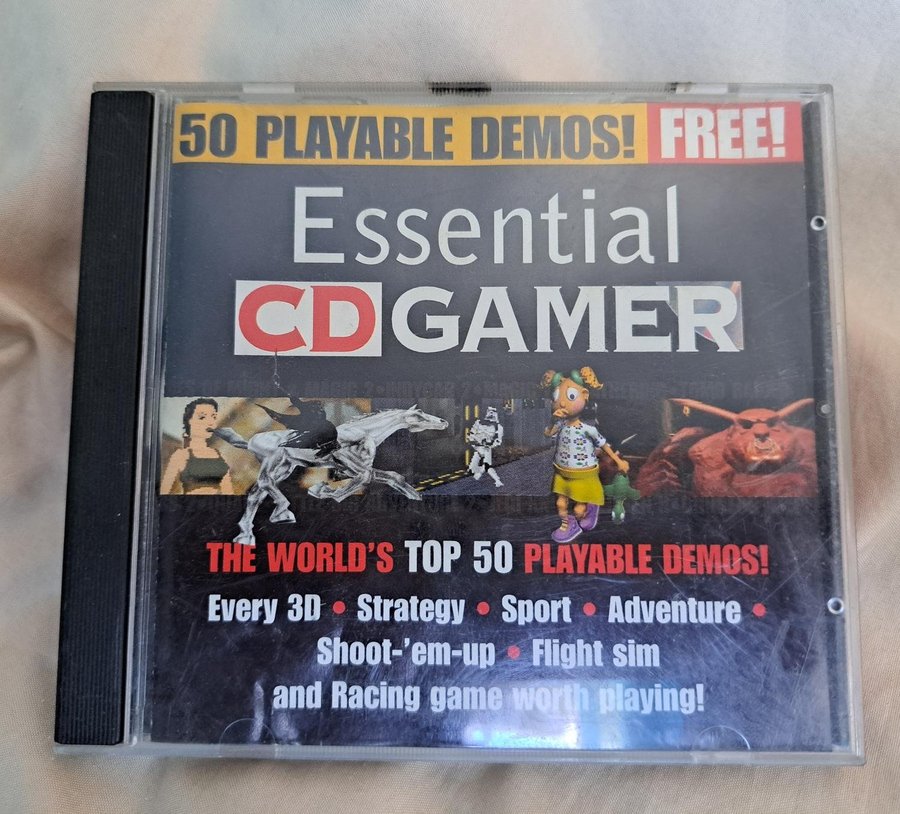 50 PLAYABLE DEMOS! FREE!
Essential
CD GAMER
THE WORLD'S TOP 50 PLAYABLE DEMOS!
Every 3D • Strategy • Sport • Adventure •
Shoot-'em-up • Flight sim
and Racing game worth playing!